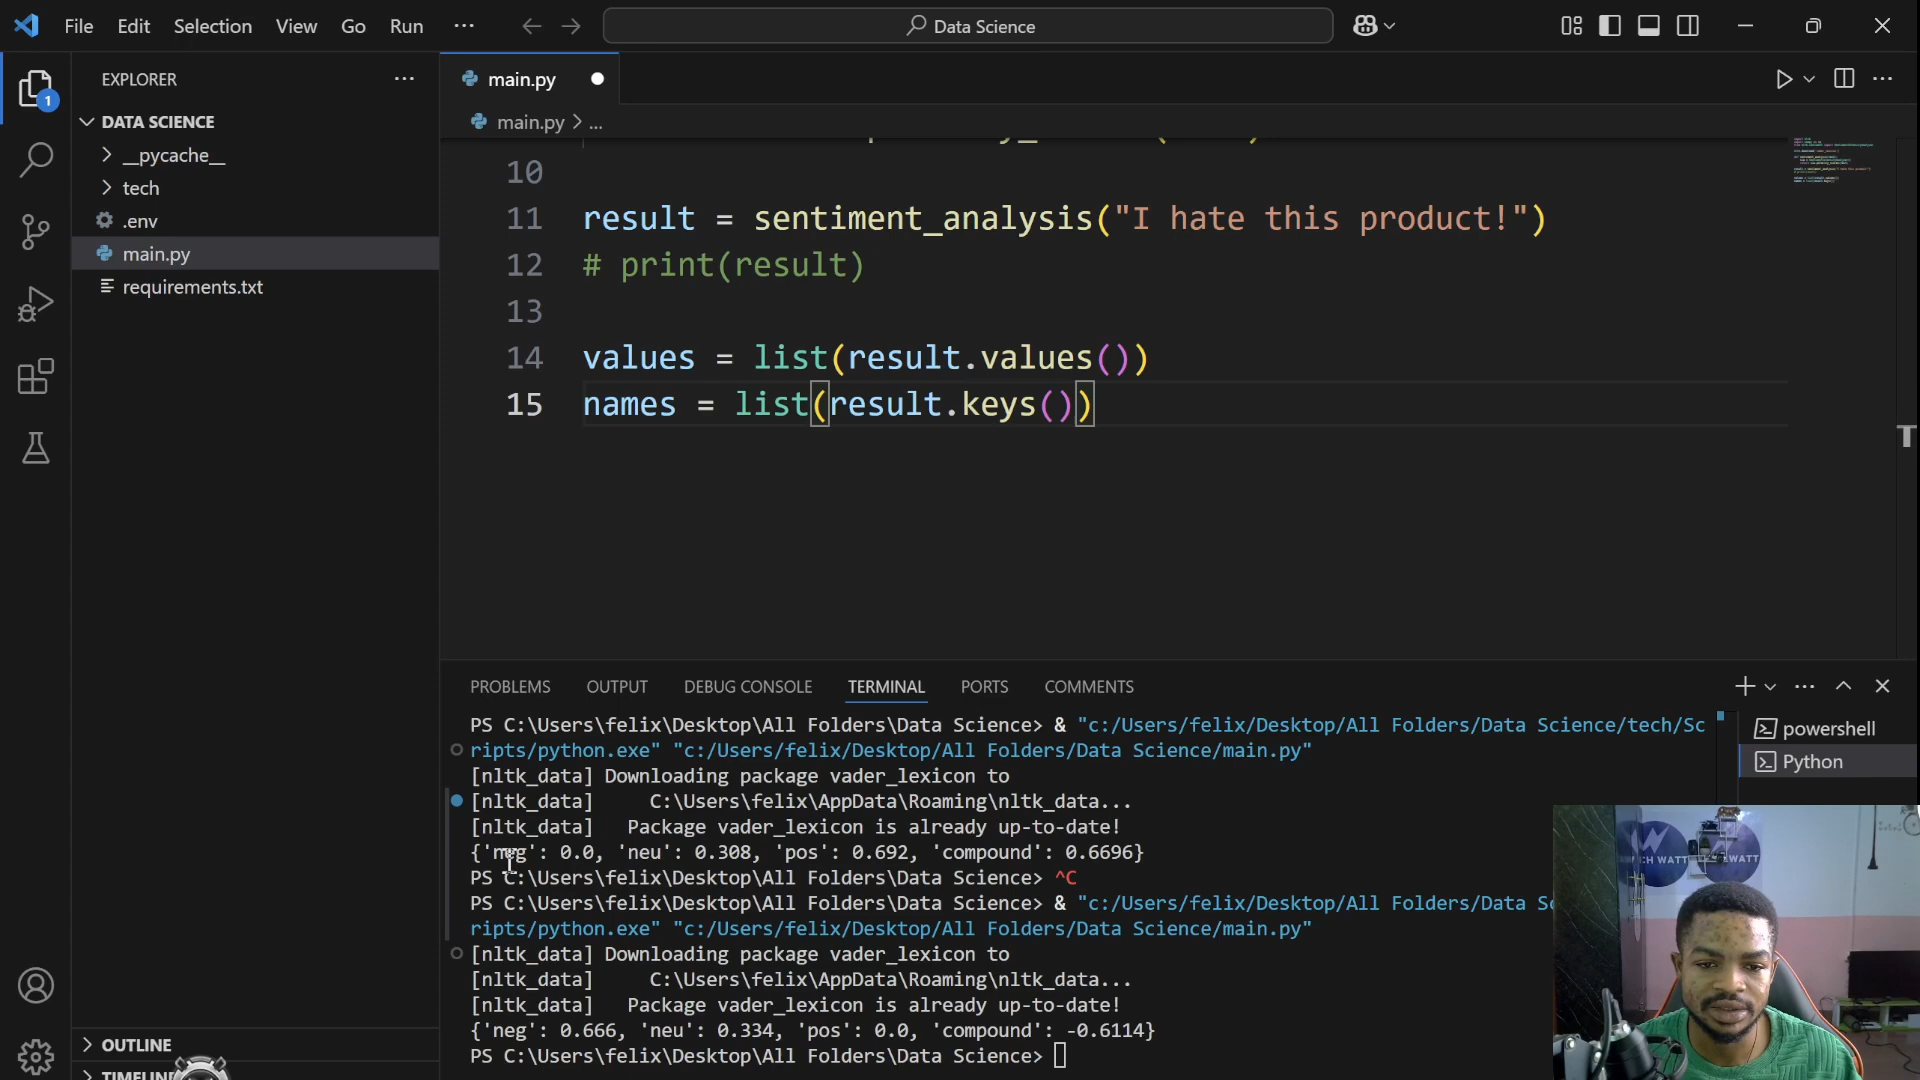 File Edit Selection View Go Run ...
Data Science
EXPLORER
DATA SCIENCE
__pycache__
tech
.env
main.py
requirements.txt
OUTLINE
1
main.py
main.py > ...
10
11 result = sentiment_analysis("I hate this product!")
12 # print(result)
13
14 values = list(result.values())
15 names = list(result.keys())
PROBLEMS OUTPUT DEBUG CONSOLE TERMINAL PORTS COMMENTS
powershell
Python
PS C:\Users\felix\Desktop\All Folders\Data Science> & "c:/Users/felix/Desktop/All Folders/Data Science/tech/Sc
ripts/python.exe" "c:/Users/felix/Desktop/All Folders/Data Science/main.py"
[nltk_data] Downloading package vader_lexicon to
[nltk_data]     C:\Users\felix\AppData\Roaming\nltk_data...
[nltk_data]   Package vader_lexicon is already up-to-date!
{'neg': 0.0, 'neu': 0.308, 'pos': 0.692, 'compound': 0.6696}
PS C:\Users\felix\Desktop\All Folders\Data Science> ^C
PS C:\Users\felix\Desktop\All Folders\Data Science> & "c:/Users/felix/Desktop/All Folders/Data Sc
ripts/python.exe" "c:/Users/felix/Desktop/All Folders/Data Science/main.py"
[nltk_data] Downloading package vader_lexicon to
[nltk_data]     C:\Users\felix\AppData\Roaming\nltk_data...
[nltk_data]   Package vader_lexicon is already up-to-date!
{'neg': 0.666, 'neu': 0.334, 'pos': 0.0, 'compound': -0.6114}
PS C:\Users\felix\Desktop\All Folders\Data Science>